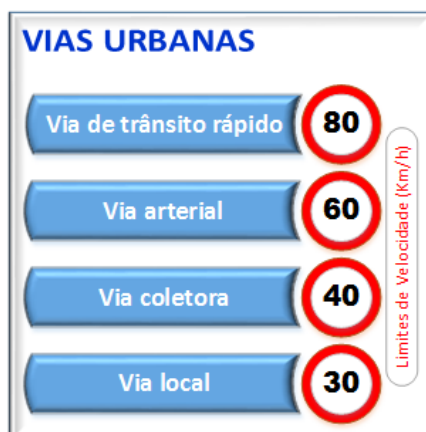 VIAS URBANAS
Via de trânsito rápido 80
Via arterial 60
Via coletora 40
Via local 30
Limites de Velocidade (Km/h)